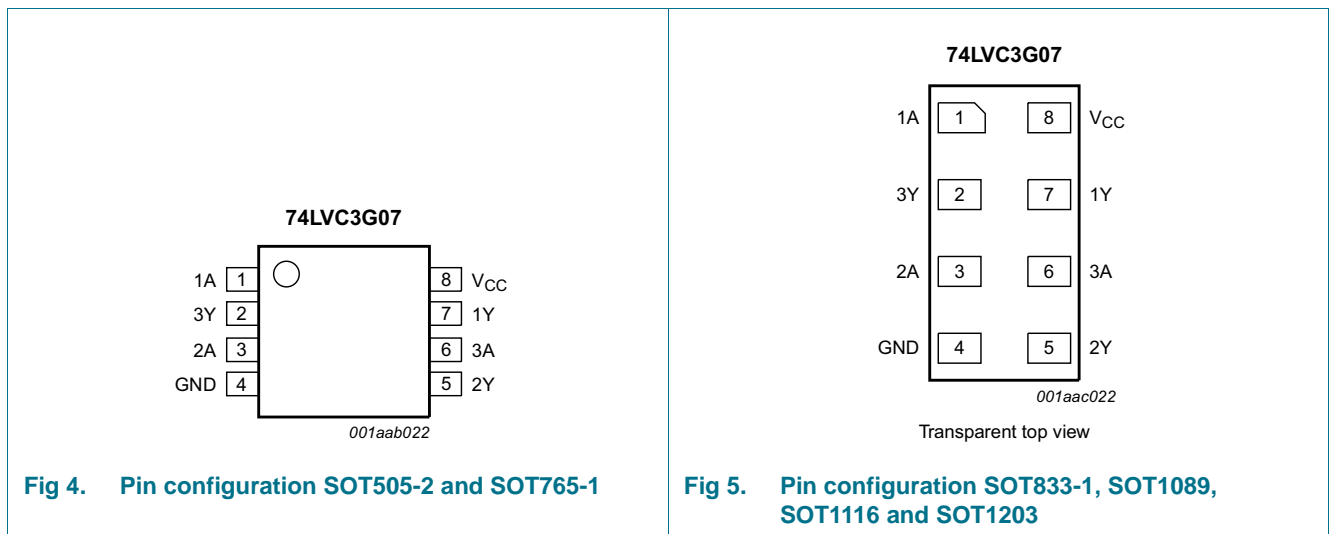 74LVC3G07
1A 1 8 VCC
3Y 2 7 1Y
2A 3 6 3A
GND 4 5 2Y
001aab022
Fig 4. Pin configuration SOT505-2 and SOT765-1
74LVC3G07
1A 1 8 VCC
3Y 2 7 1Y
2A 3 6 3A
GND 4 5 2Y
001aac022
Transparent top view
Fig 5. Pin configuration SOT833-1, SOT1089,
SOT1116 and SOT1203